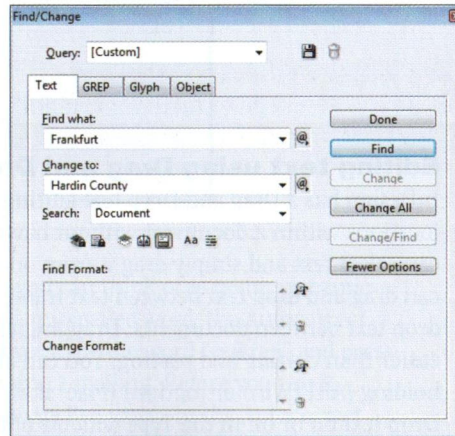 Find/Change
Query: [Custom]
Text GREP Glyph Object
Find what:
Frankfurt
Change to:
Hardin County
Search: Document
Aa
Find Format:
Change Format:
Done
Find
Change
Change All
Change/Find
Fewer Options